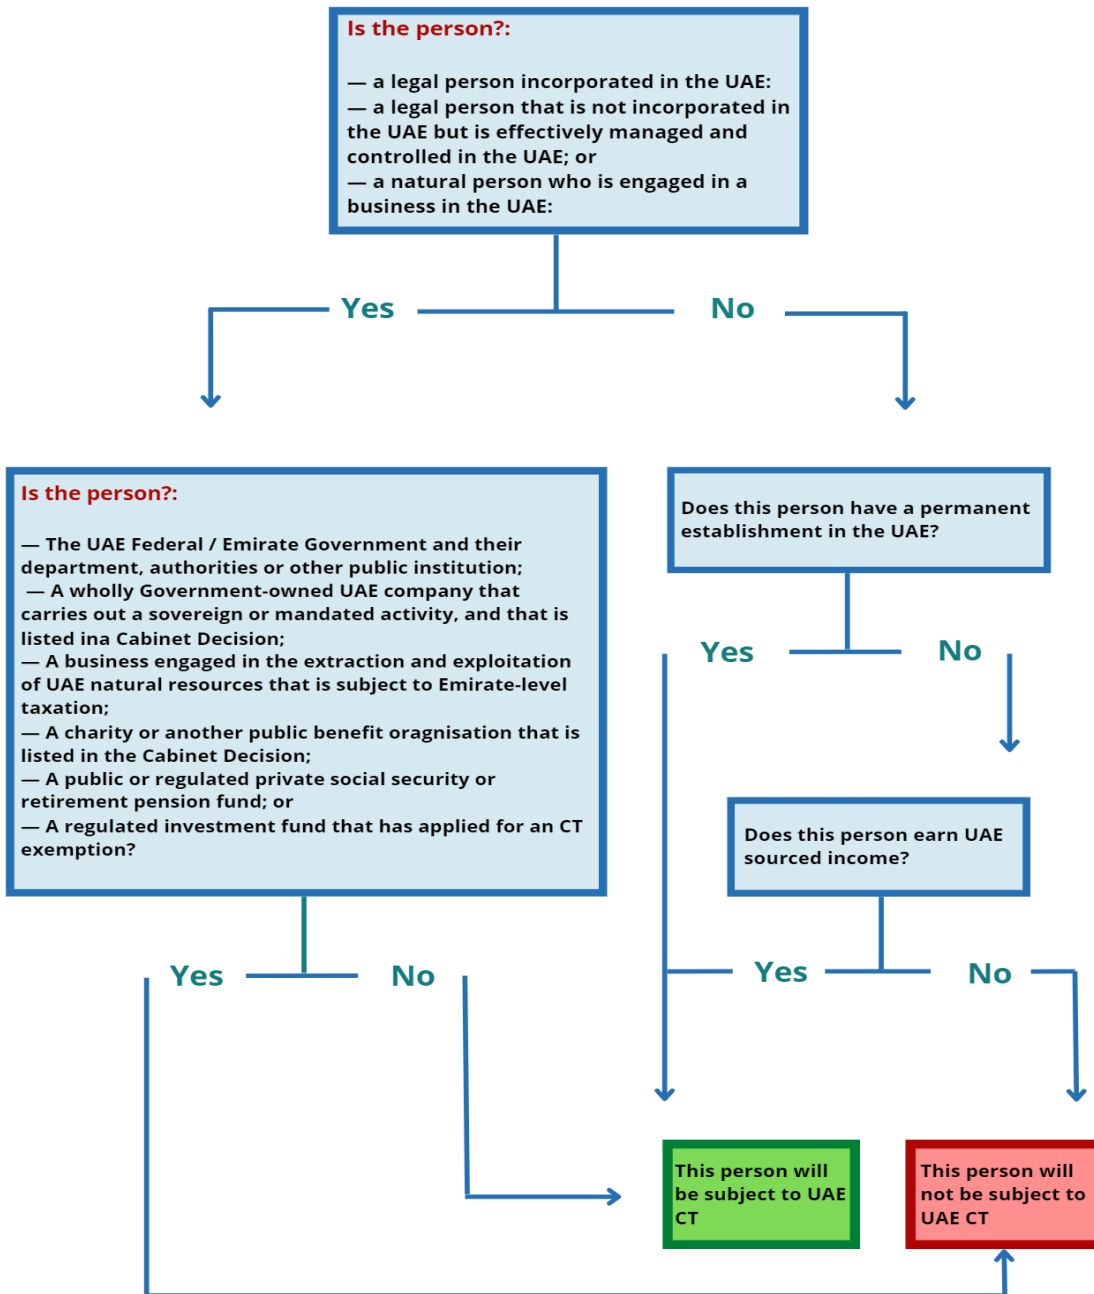 Is the person?:
— a legal person incorporated in the UAE:
— a legal person that is not incorporated in
the UAE but is effectively managed and
controlled in the UAE; or
— a natural person who is engaged in a
business in the UAE:
Yes
No
Is the person?:
— The UAE Federal / Emirate Government and their
department, authorities or other public institution;
— A wholly Government-owned UAE company that
carries out a sovereign or mandated activity, and that is
listed ina Cabinet Decision;
— A business engaged in the extraction and exploitation
of UAE natural resources that is subject to Emirate-level
taxation;
— A charity or another public benefit oragnisation that is
listed in the Cabinet Decision;
— A public or regulated private social security or
retirement pension fund; or
— A regulated investment fund that has applied for an CT
exemption?
Does this person have a permanent
establishment in the UAE?
Yes
No
Does this person earn UAE
sourced income?
Yes
No
Yes
No
This person will
be subject to UAE
CT
This person will
not be subject to
UAE CT